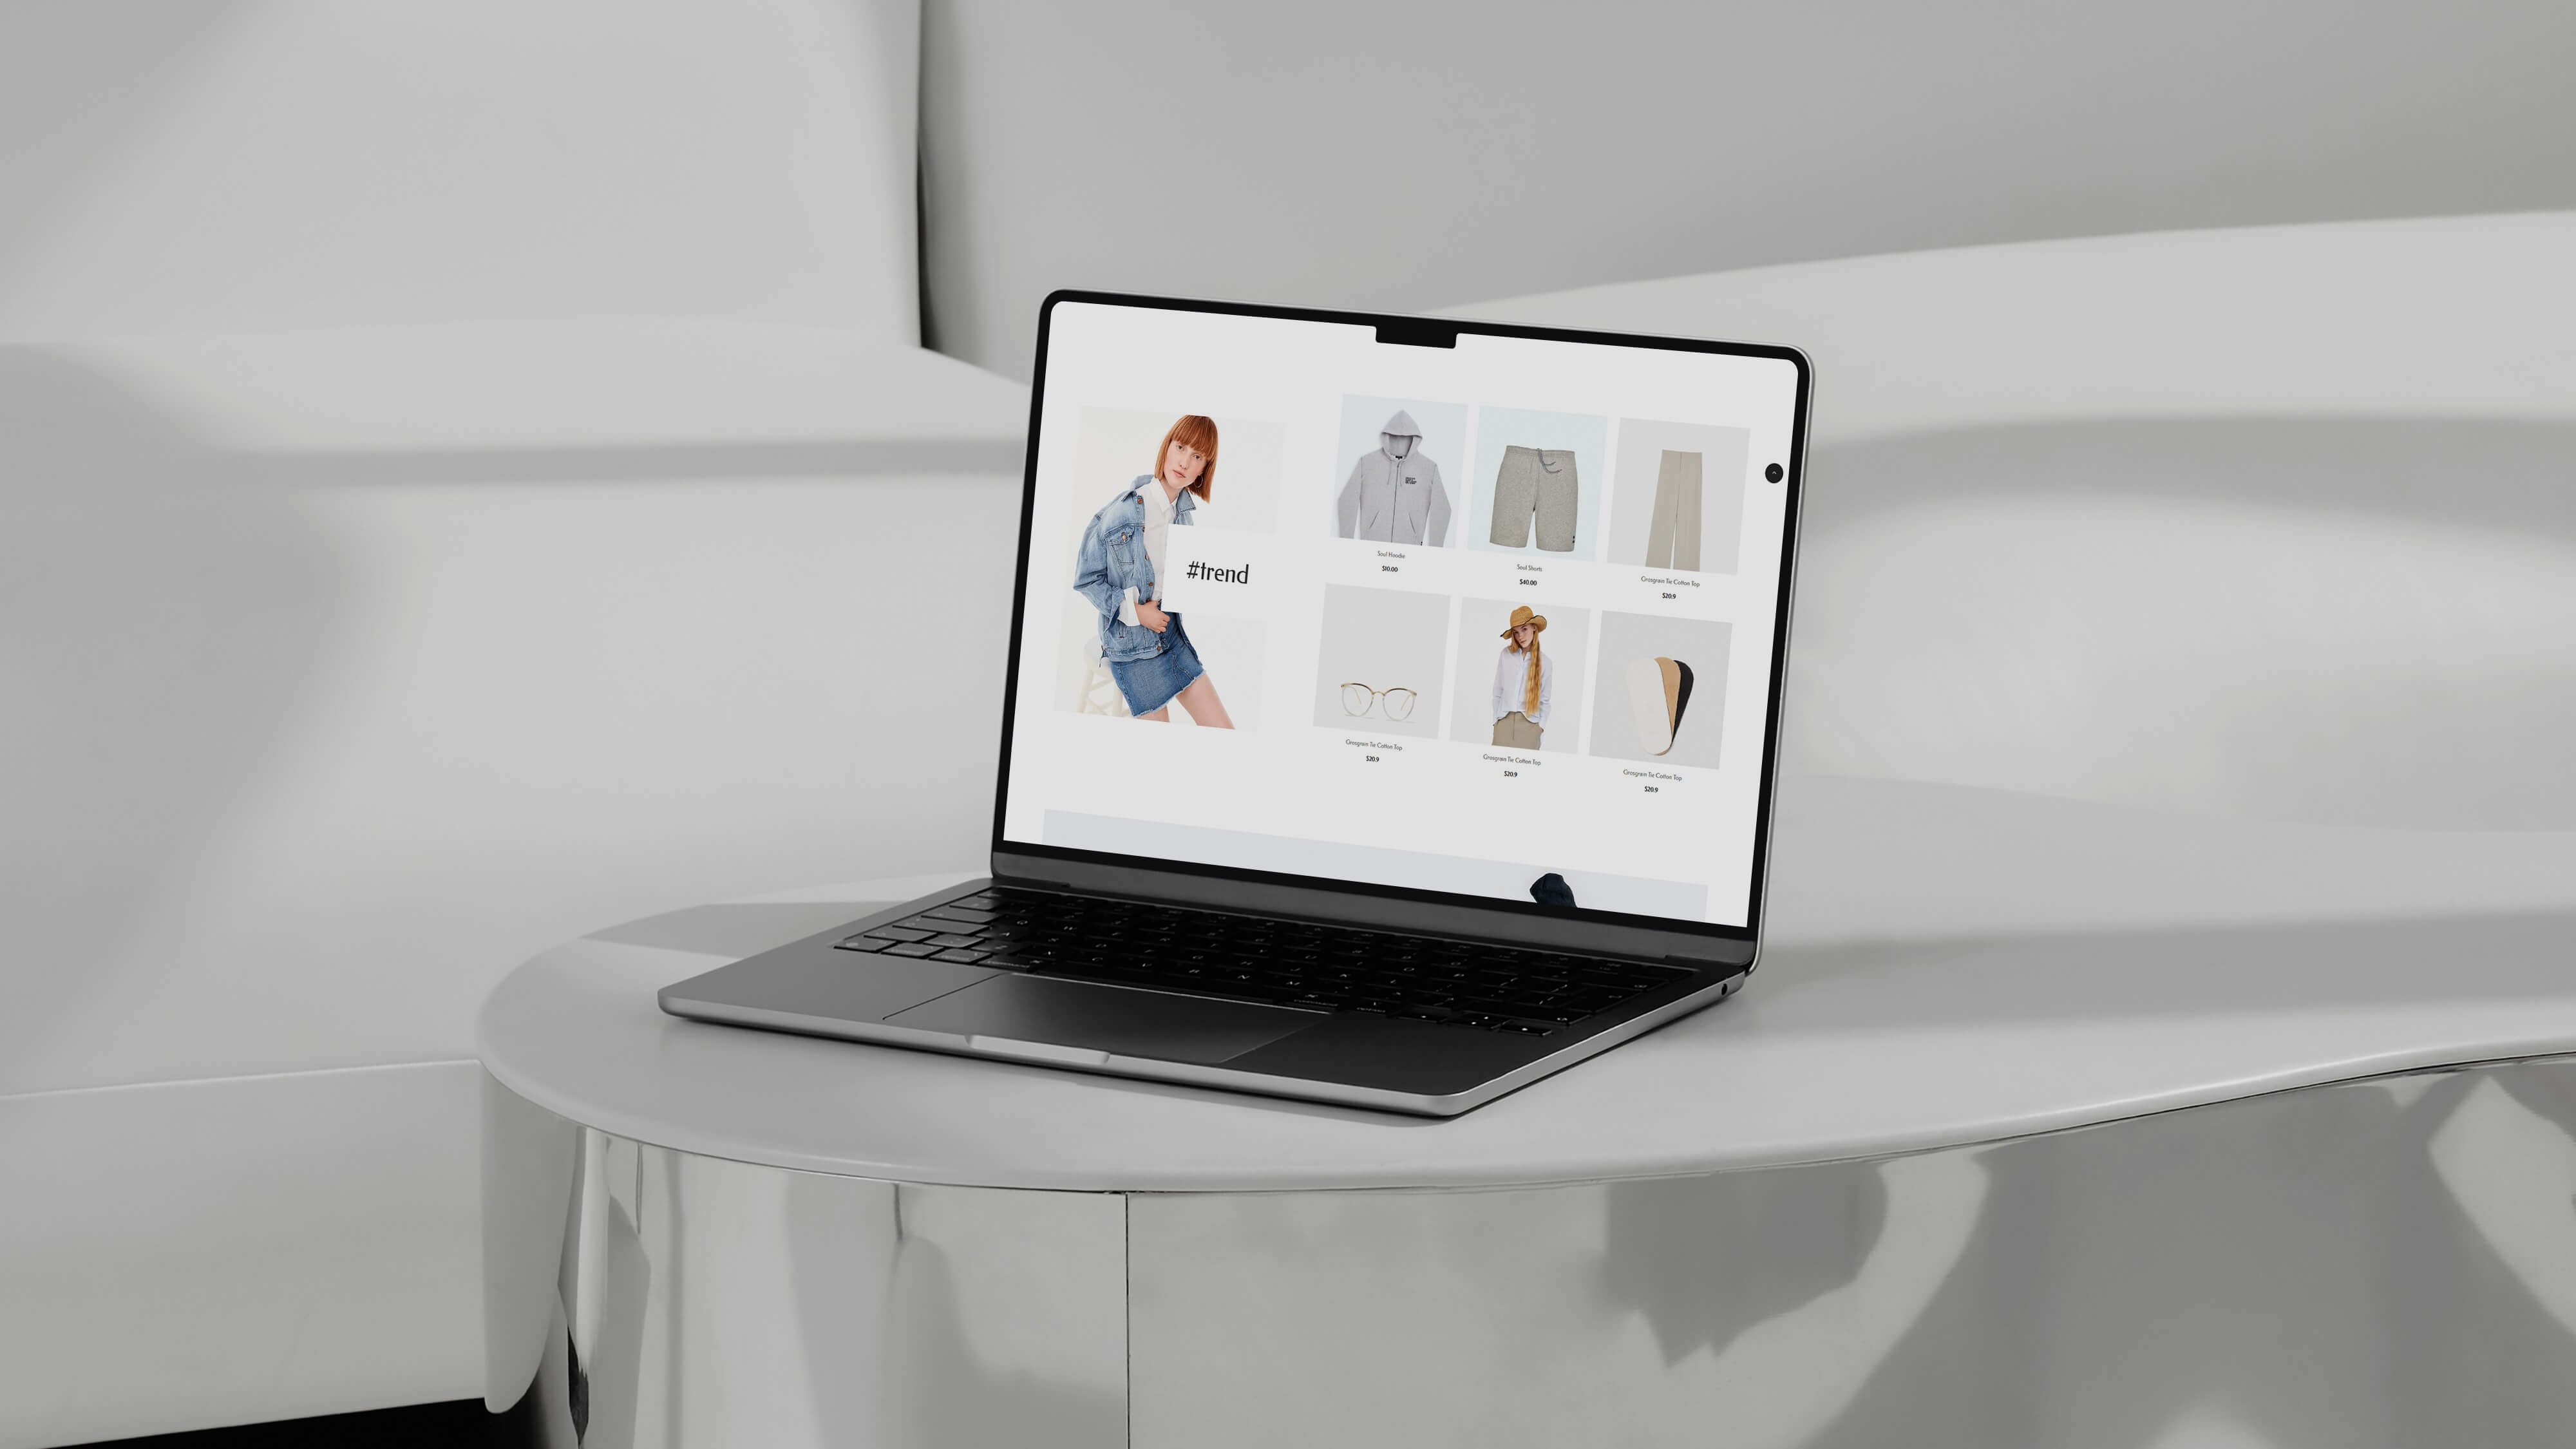 #trend
Soul Hoodie
$10.00
Soul Shorts
$40.00
Grosgrain Tie Cotton Top
$20.9
Grosgrain Tie Cotton Top
$20.9
Grosgrain Tie Cotton Top
$20.9
Grosgrain Tie Cotton Top
$20.9